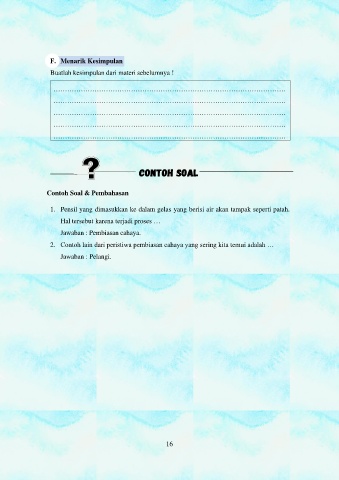 F. Menarik Kesimpulan
Buatlah kesimpulan dari materi sebelumnya !
?
CONTOH SOAL
Contoh Soal & Pembahasan
1. Pensil yang dimasukkan ke dalam gelas yang berisi air akan tampak seperti patah.
Hal tersebut karena terjadi proses …
Jawaban : Pembiasan cahaya.
2. Contoh lain dari peristiwa pembiasan cahaya yang sering kita temui adalah …
Jawaban : Pelangi.
16